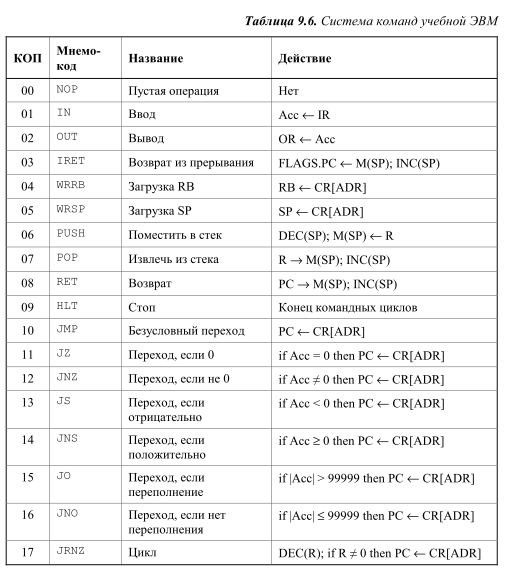 Таблица 9.6. Система команд учебной ЭВМ
КОП Мнемо-код Название Действие
00 NOP Пустая операция Нет
01 IN Ввод Acc ← IR
02 OUT Вывод OR ← Acc
03 IRET Возврат из прерывания FLAGS.PC ← M(SP); INC(SP)
04 WRRB Загрузка RB RB ← CR[ADR]
05 WRSP Загрузка SP SP ← CR[ADR]
06 PUSH Поместить в стек DEC(SP); M(SP) ← R
07 POP Извлечь из стека R → M(SP); INC(SP)
08 RET Возврат PC → M(SP); INC(SP)
09 HLT Стоп Конец командных циклов
10 JMP Безусловный переход PC ← CR[ADR]
11 JZ Переход, если 0 if Acc = 0 then PC ← CR[ADR]
12 JNZ Переход, если не 0 if Acc ≠ 0 then PC ← CR[ADR]
13 JS Переход, если отрицательно if Acc < 0 then PC ← CR[ADR]
14 JNS Переход, если положительно if Acc ≥ 0 then PC ← CR[ADR]
15 JO Переход, если переполнение if |Acc| > 99999 then PC ← CR[ADR]
16 JNO Переход, если нет переполнения if |Acc| ≤ 99999 then PC ← CR[ADR]
17 JRNZ Цикл DEC(R); if R ≠ 0 then PC ← CR[ADR]